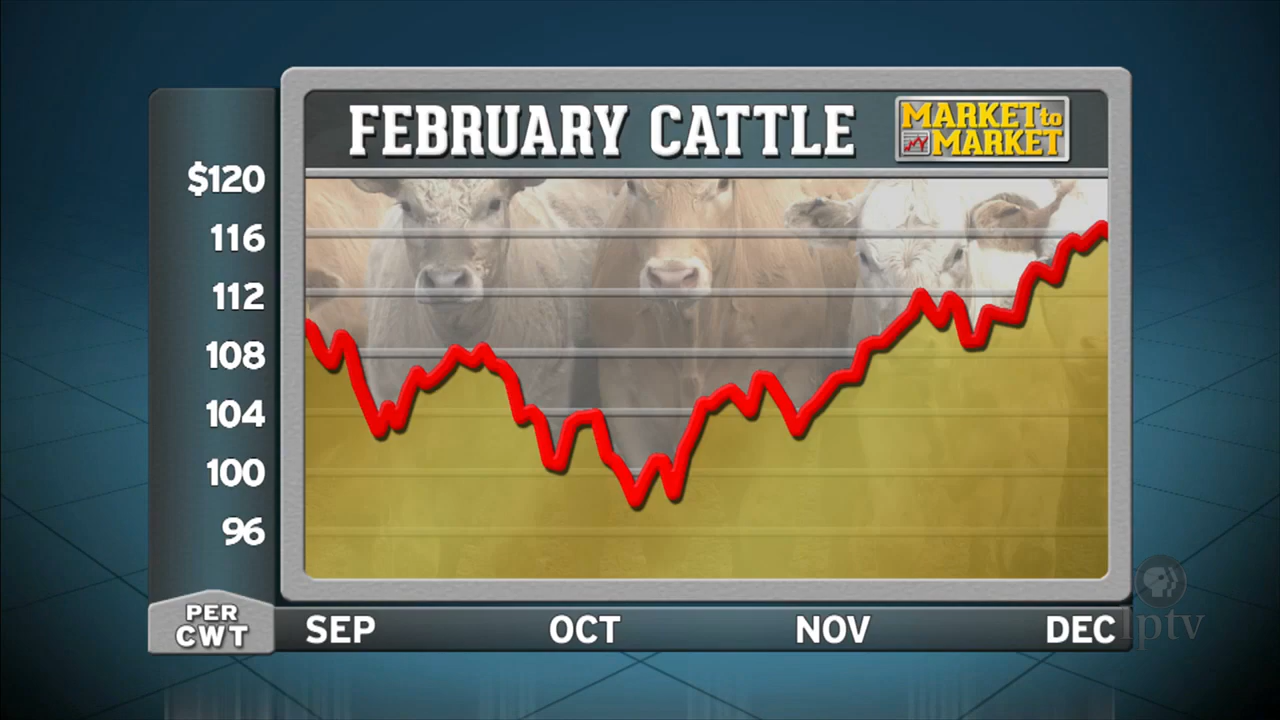 FEBRUARY CATTLE
MARKET to
MARKET
$120
116
112
108
104
100
96
PER
CWT
SEP OCT NOV DEC
iptv